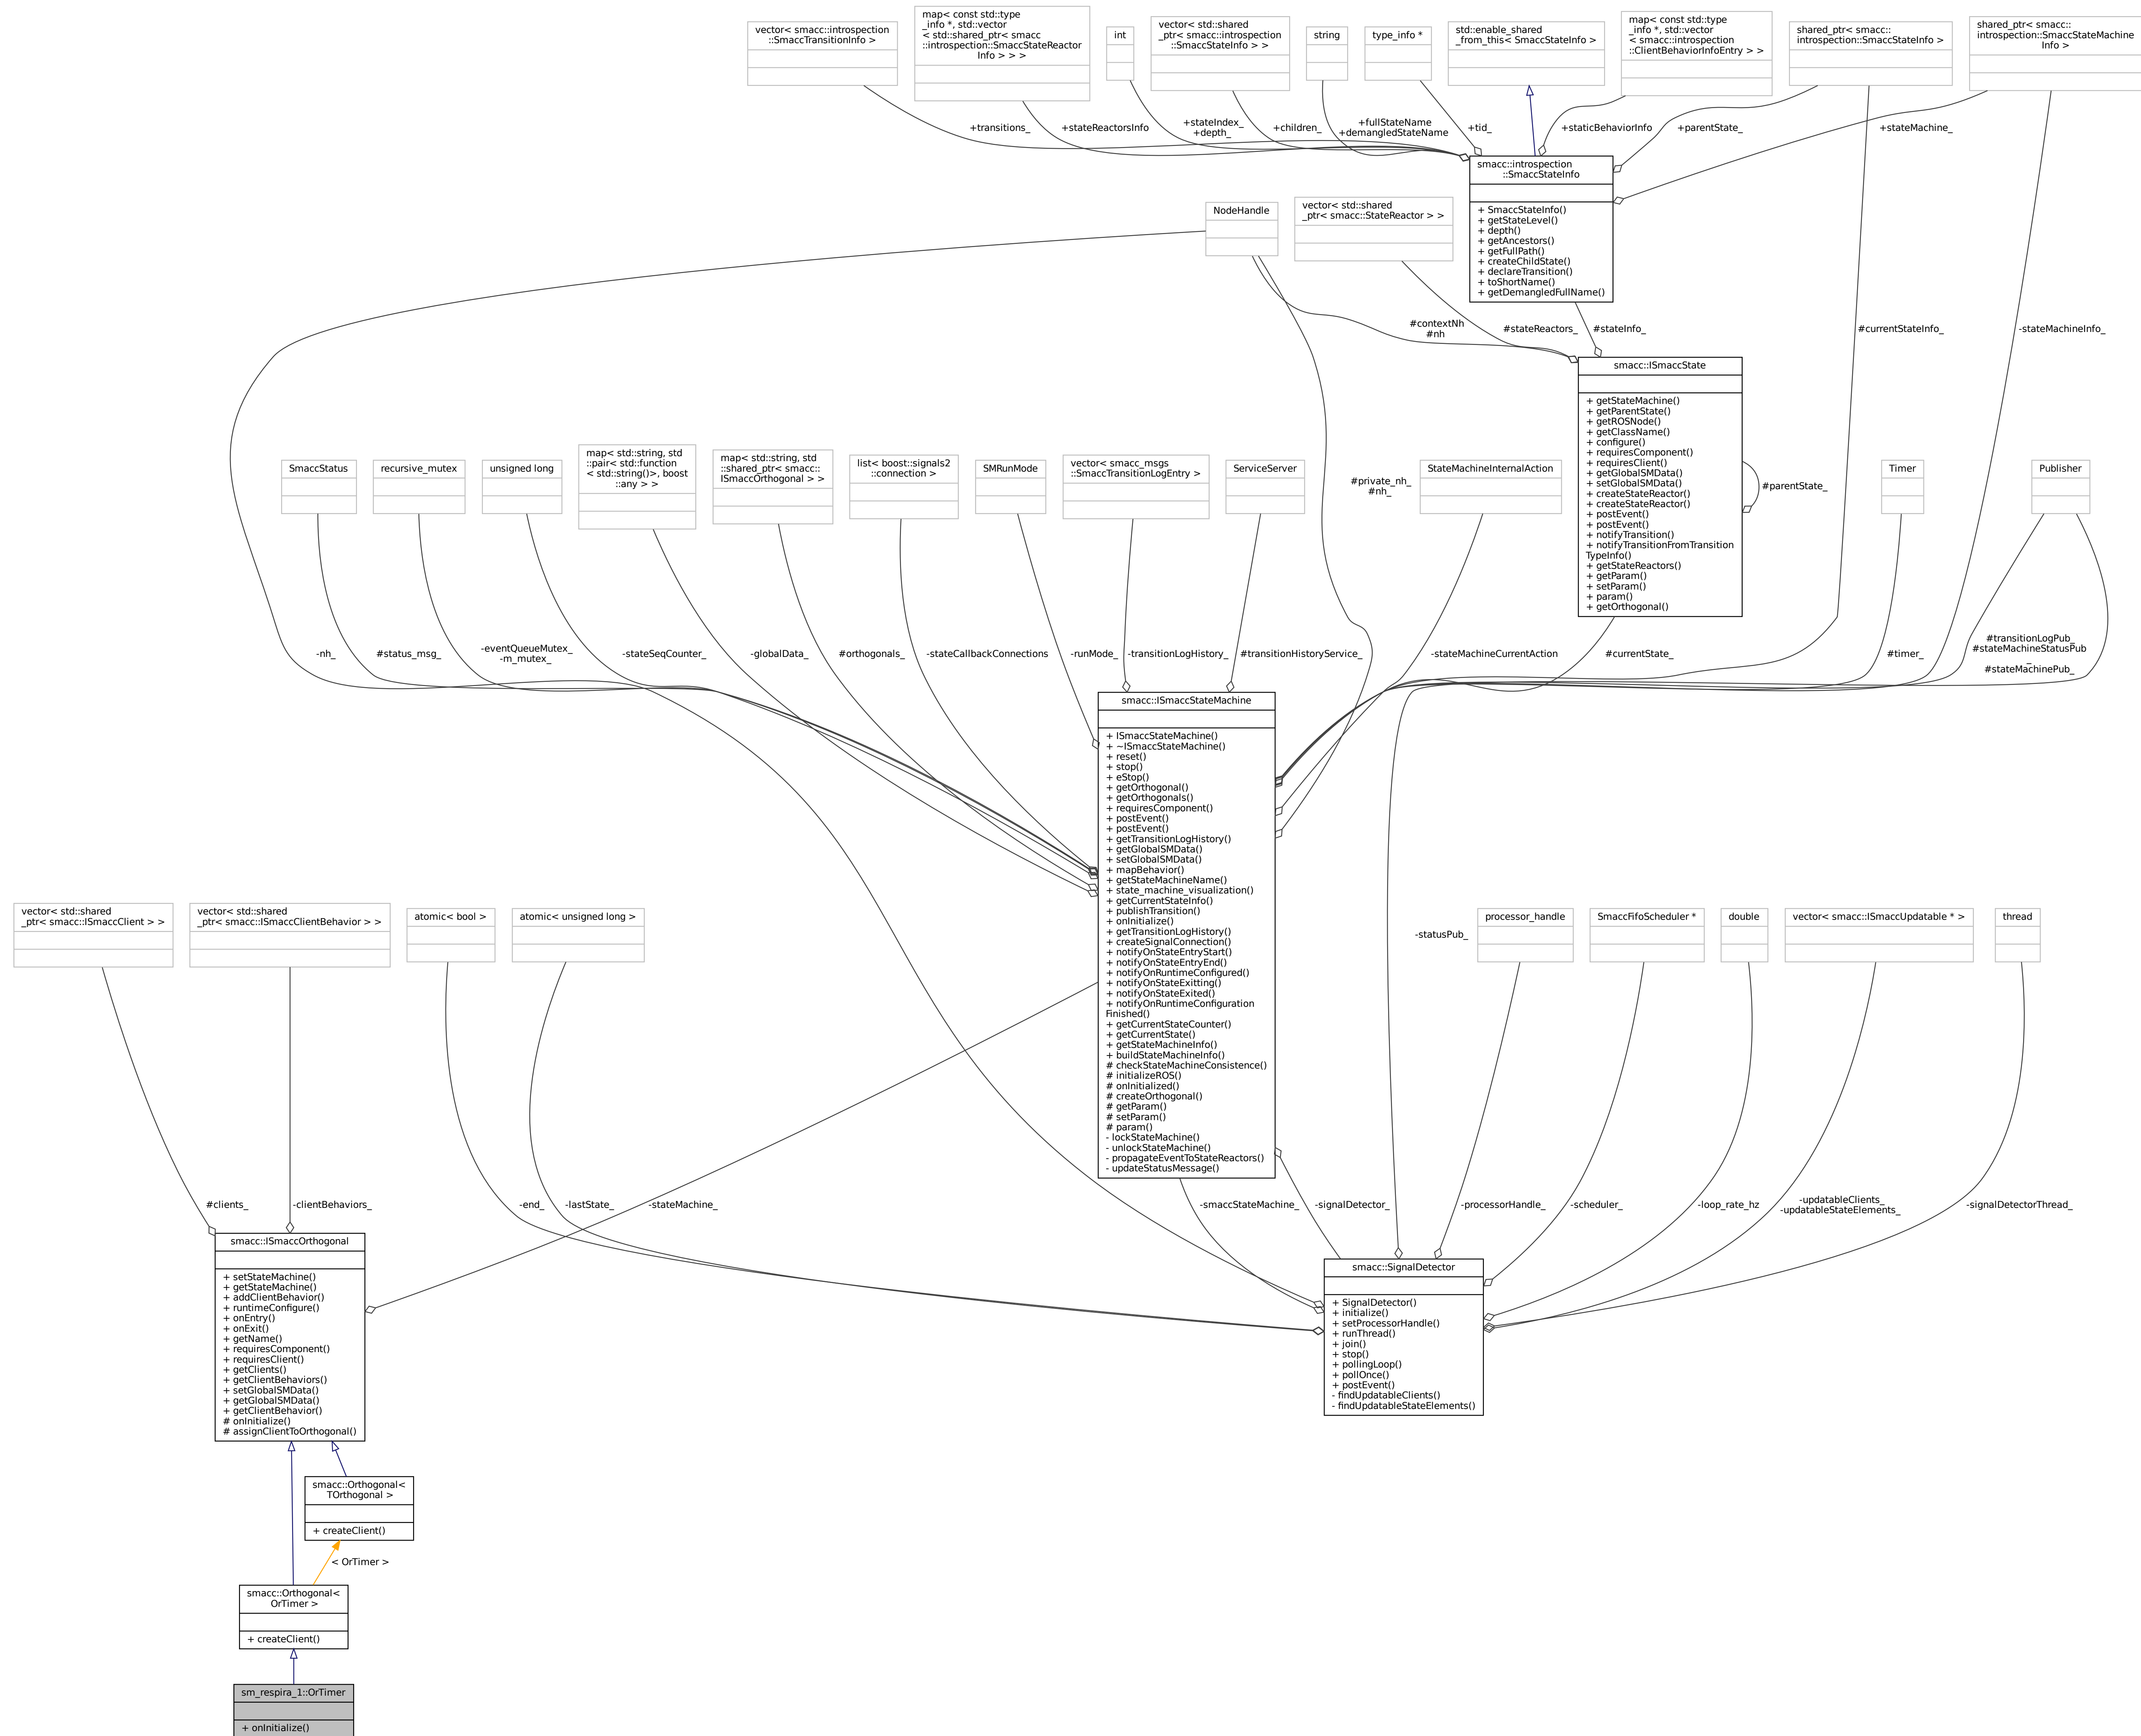 vector< smacc::introspection
::SmaccTransitionInfo >
map< const std::type
_info *, std::vector
< std::shared_ptr< smacc
::introspection::SmaccStateReactor
Info > > >
int
vector< std::shared
_ptr< smacc::introspection
::SmaccStateInfo > >
string
type_info *
std::enable_shared
_from_this< SmaccStateInfo >
map< const std::type
_info *, std::vector
< smacc::introspection
::ClientBehaviorInfoEntry > >
shared_ptr< smacc::
introspection::SmaccStateInfo >
shared_ptr< smacc::
introspection::SmaccStateMachine
Info >
+transitions_
+stateReactorsInfo
+stateIndex_
+depth_
+children_
+fullStateName
+demangledStateName
+tid_
+staticBehaviorInfo
+parentState_
+stateMachine_
smacc::introspection
::SmaccStateInfo
+ SmaccStateInfo()
+ getStateLevel()
+ depth()
+ getAncestors()
+ getFullPath()
+ createChildState()
+ declareTransition()
+ toShortName()
+ getDemangledFullName()
NodeHandle
vector< std::shared
_ptr< smacc::StateReactor > >
#contextNh
#nh
#stateReactors_
#stateInfo_
#currentStateInfo_
-stateMachineInfo_
smacc::ISmaccState
+ getStateMachine()
+ getParentState()
+ getROSNode()
+ getClassName()
+ configure()
+ requiresComponent()
+ requiresClient()
+ getGlobalSMData()
+ setGlobalSMData()
+ createStateReactor()
+ createStateReactor()
+ postEvent()
+ postEvent()
+ notifyTransition()
+ notifyTransitionFromTransition
TypeInfo()
+ getStateReactors()
+ getParam()
+ setParam()
+ param()
+ getOrthogonal()
#parentState_
SmaccStatus
recursive_mutex
unsigned long
map< std::string, std
::pair< std::function
< std::string()>, boost
::any > >
map< std::string, std
::shared_ptr< smacc::
ISmaccOrthogonal > >
list< boost::signals2
::connection >
SMRunMode
vector< smacc_msgs
::SmaccTransitionLogEntry >
ServiceServer
#private_nh_
#nh_
StateMachineInternalAction
Timer
Publisher
-nh_
#status_msg_
-eventQueueMutex_
-m_mutex_
-stateSeqCounter_
-globalData_
#orthogonals_
-stateCallbackConnections
-runMode_
-transitionLogHistory_
#transitionHistoryService_
-stateMachineCurrentAction
#currentState_
#timer_
#transitionLogPub_
#stateMachineStatusPub
_
#stateMachinePub_
smacc::ISmaccStateMachine
+ ISmaccStateMachine()
+ ~ISmaccStateMachine()
+ reset()
+ stop()
+ eStop()
+ getOrthogonal()
+ getOrthogonals()
+ requiresComponent()
+ postEvent()
+ postEvent()
+ getTransitionLogHistory()
+ getGlobalSMData()
+ setGlobalSMData()
+ mapBehavior()
+ getStateMachineName()
+ state_machine_visualization()
+ getCurrentStateInfo()
+ publishTransition()
+ onInitialize()
+ getTransitionLogHistory()
+ createSignalConnection()
+ notifyOnStateEntryStart()
+ notifyOnStateEntryEnd()
+ notifyOnRuntimeConfigured()
+ notifyOnStateExitting()
+ notifyOnStateExited()
+ notifyOnRuntimeConfiguration
Finished()
+ getCurrentStateCounter()
+ getCurrentState()
+ getStateMachineInfo()
+ buildStateMachineInfo()
# checkStateMachineConsistence()
# initializeROS()
# onInitialized()
# createOrthogonal()
# getParam()
# setParam()
# param()
- lockStateMachine()
- unlockStateMachine()
- propagateEventToStateReactors()
- updateStatusMessage()
vector< std::shared
_ptr< smacc::ISmaccClient > >
vector< std::shared
_ptr< smacc::ISmaccClientBehavior > >
atomic< bool >
atomic< unsigned long >
-statusPub_
processor_handle
SmaccFifoScheduler *
double
vector< smacc::ISmaccUpdatable * >
thread
#clients_
-clientBehaviors_
-end_
-lastState_
-stateMachine_
-smaccStateMachine_
-signalDetector_
-processorHandle_
-scheduler_
-loop_rate_hz
-updatableClients_
-updatableStateElements_
-signalDetectorThread_
smacc::ISmaccOrthogonal
+ setStateMachine()
+ getStateMachine()
+ addClientBehavior()
+ runtimeConfigure()
+ onEntry()
+ onExit()
+ getName()
+ requiresComponent()
+ requiresClient()
+ getClients()
+ getClientBehaviors()
+ setGlobalSMData()
+ getGlobalSMData()
+ getClientBehavior()
# onInitialize()
# assignClientToOrthogonal()
smacc::SignalDetector
+ SignalDetector()
+ initialize()
+ setProcessorHandle()
+ runThread()
+ join()
+ stop()
+ pollingLoop()
+ pollOnce()
+ postEvent()
- findUpdatableClients()
- findUpdatableStateElements()
smacc::Orthogonal<
TOrthogonal >
+ createClient()
< OrTimer >
smacc::Orthogonal<
OrTimer >
+ createClient()
sm_respira_1::OrTimer
+ onInitialize()